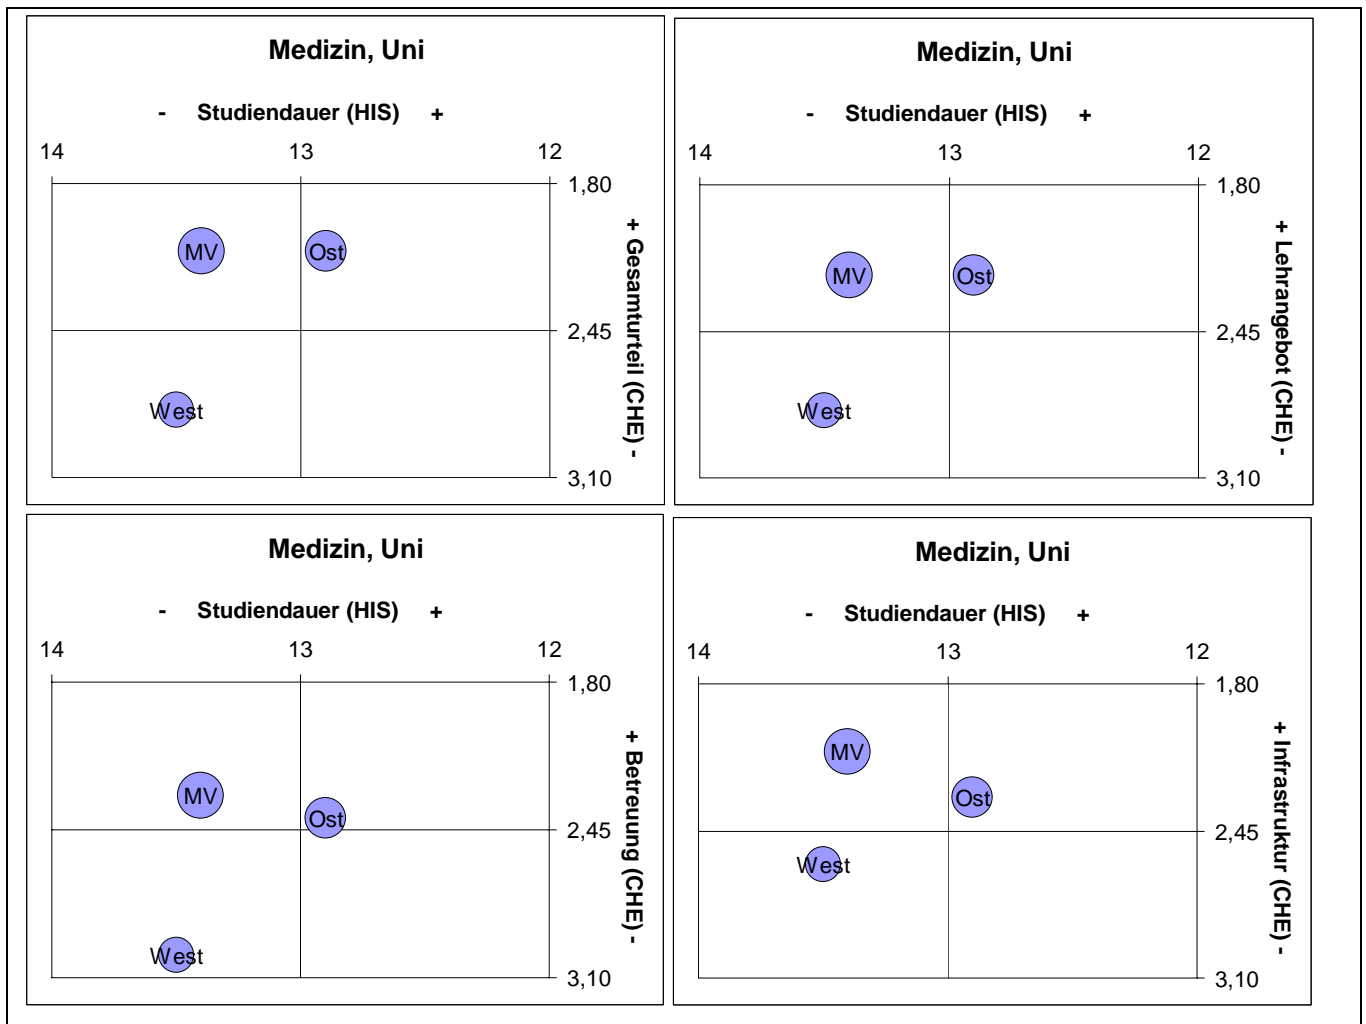 Medizin, Uni
- Studiendauer (HIS) +
14 13 12
1,80
MV Ost
2,45
West
3,10
+ Gesamturteil (CHE) -
Medizin, Uni
- Studiendauer (HIS) +
14 13 12
1,80
MV Ost
2,45
West
3,10
+ Lehrangebot (CHE) -
Medizin, Uni
- Studiendauer (HIS) +
14 13 12
1,80
MV
Ost
2,45
West
3,10
+ Betreuung (CHE) -
Medizin, Uni
- Studiendauer (HIS) +
14 13 12
1,80
MV
Ost
2,45
West
3,10
+ Infrastruktur (CHE) -